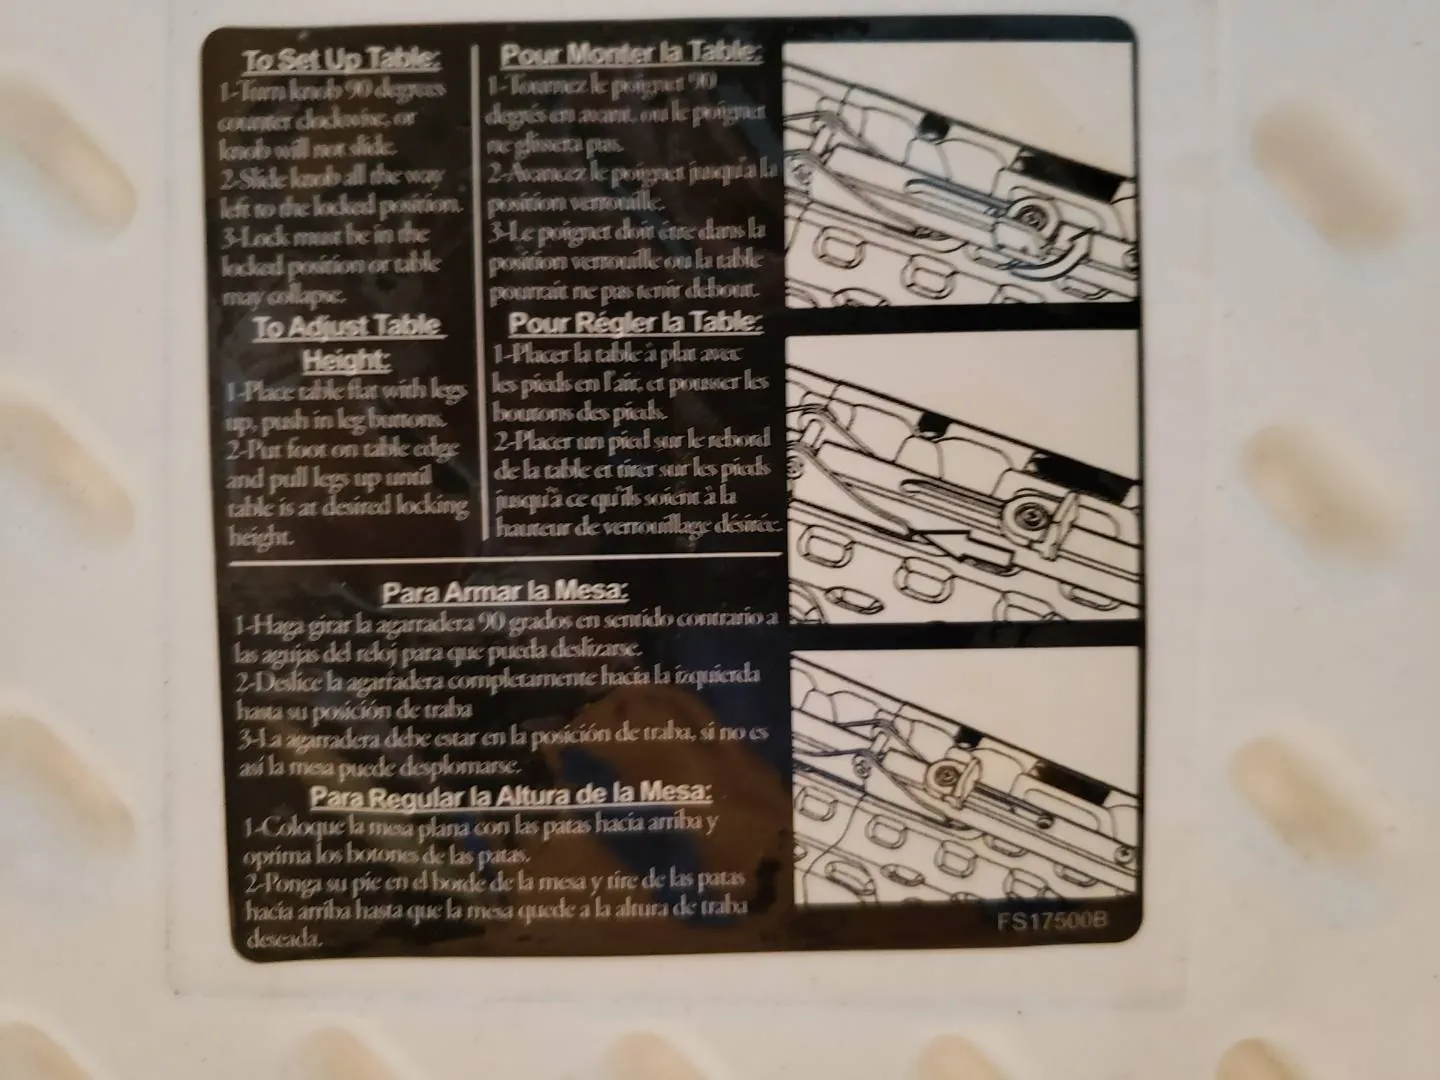 To Set Up Table:
1-Turn knob 90 degrees
counter clockwise, or
knob will not slide.
2-Slide knob all the way
left to the locked position.
3-Lock must be in the
locked position or table
may collapse.
To Adjust Table
Height:
1-Place table flat with legs
up, push in leg buttons.
2-Put foot on table edge
and pull legs up until
table is at desired locking
height.
Pour Monter la Table:
1-Tournez le poignet 90
degrés en avant, ou le poignet
ne glissera pas.
2-Avancez le poignet jusqu'a la
position verrouille.
3-Le poignet doit être dans la
position verrouille ou la table
pourrait ne pas tenir debout.
Pour Régler la Table:
1-Placer la table à plat avec
les pieds en l'air, et pousser les
boutons des pieds.
2-Placer un pied sur le rebord
de la table et tirer sur les pieds
jusqu'à ce qu'ils soient à la
hauteur de verrouillage désirée.
Para Armar la Mesa:
1-Haga girar la agarradera 90 grados en sentido contrario a
las agujas del reloj para que pueda deslizarse.
2-Deslice la agarradera completamente hacia la izquierda
hasta su posición de traba
3-La agarradera debe estar en la posición de traba, si no es
así la mesa puede desplomarse.
Para Regular la Altura de la Mesa:
1-Coloque la mesa plana con las patas hacia arriba y
oprima los botones de las patas.
2-Ponga su pie en el borde de la mesa y tire de las patas
hacia arriba hasta que la mesa quede a la altura de traba
deseada.
FS17500B